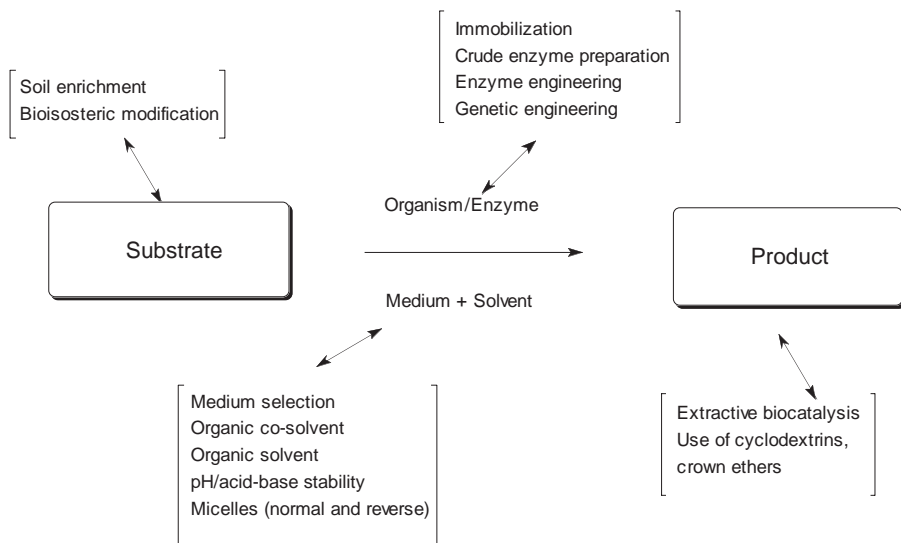 Immobilization
Crude enzyme preparation
Enzyme engineering
Genetic engineering
Soil enrichment
Bioisosteric modification
Organism/Enzyme
Substrate
Product
Medium + Solvent
Medium selection
Organic co-solvent
Organic solvent
pH/acid-base stability
Micelles (normal and reverse)
Extractive biocatalysis
Use of cyclodextrins,
crown ethers